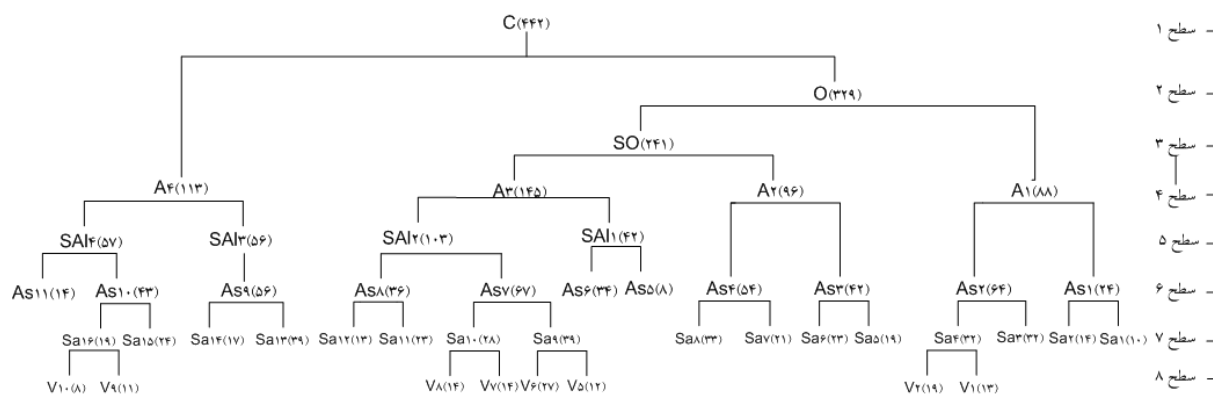 C(۴۴۲) سطح ۱
O(۳۲۹) سطح ۲
SO(۲۴۱) سطح ۳
A۴(۱۱۳) A۳(۱۴۵) A۲(۹۶) A۱(۸۸) سطح ۴
SAI۴(۵۷) SAI۳(۵۶) SAI۲(۱۰۳) SAI۱(۴۲) سطح ۵
As۱۱(۱۴) As۱۰(۴۳) As۹(۵۶) As۸(۳۶) As۷(۶۷) As۶(۳۴) As۵(۸) As۴(۵۴) As۳(۴۲) As۲(۶۴) As۱(۲۴) سطح ۶
Sa۱۶(۱۹) Sa۱۵(۲۴) Sa۱۴(۱۷) Sa۱۳(۳۹) Sa۱۲(۱۳) Sa۱۱(۲۳) Sa۱۰(۲۸) Sa۹(۳۹) Sa۸(۳۳) Sa۷(۲۱) Sa۶(۲۳) Sa۵(۱۹) Sa۴(۳۲) Sa۳(۳۲) Sa۲(۱۴) Sa۱(۱۰) سطح ۷
V۱۰(۸) V۹(۱۱) V۸(۱۴) V۷(۱۴) V۶(۲۷) V۵(۱۲) V۲(۱۹) V۱(۱۳) سطح ۸